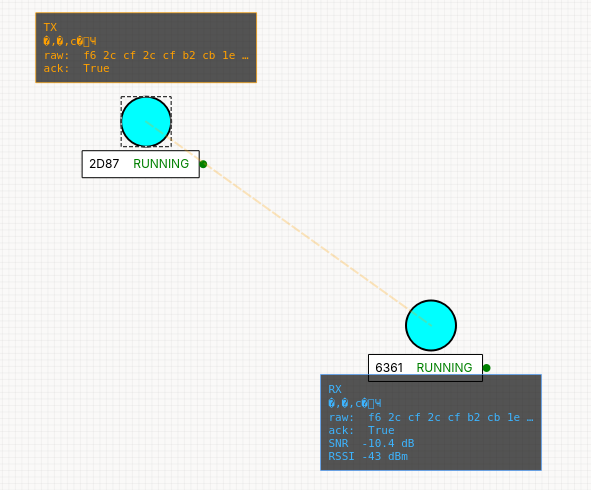 TX
�,�,c�Ҹ
raw: f6 2c cf 2c cf b2 cb 1e …
ack: True
2D87 RUNNING
6361 RUNNING
RX
�,�,c�Ҹ
raw: f6 2c cf 2c cf b2 cb 1e …
ack: True
SNR -10.4 dB
RSSI -43 dBm